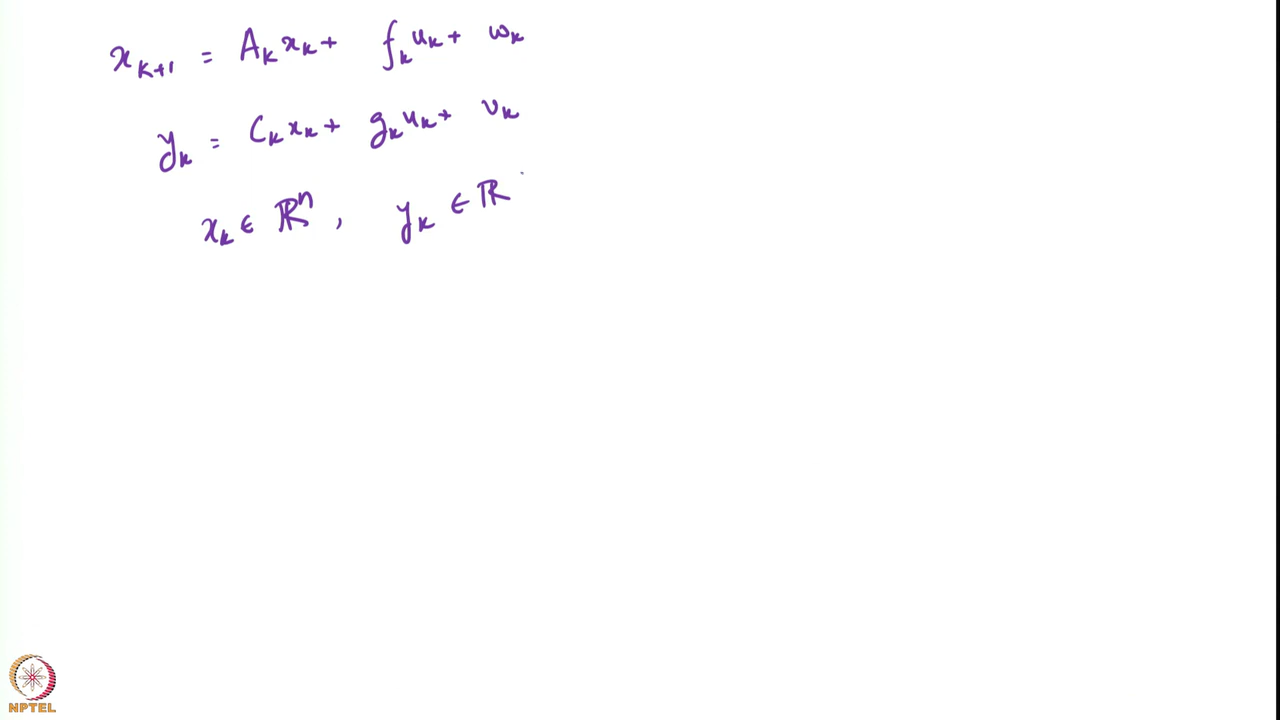 x_{k+1} = A_k x_k + f_k u_k + w_k
y_k = C_k x_k + g_k u_k + v_k
x_k ∈ ℝ^n, y_k ∈ ℝ
NPTEL